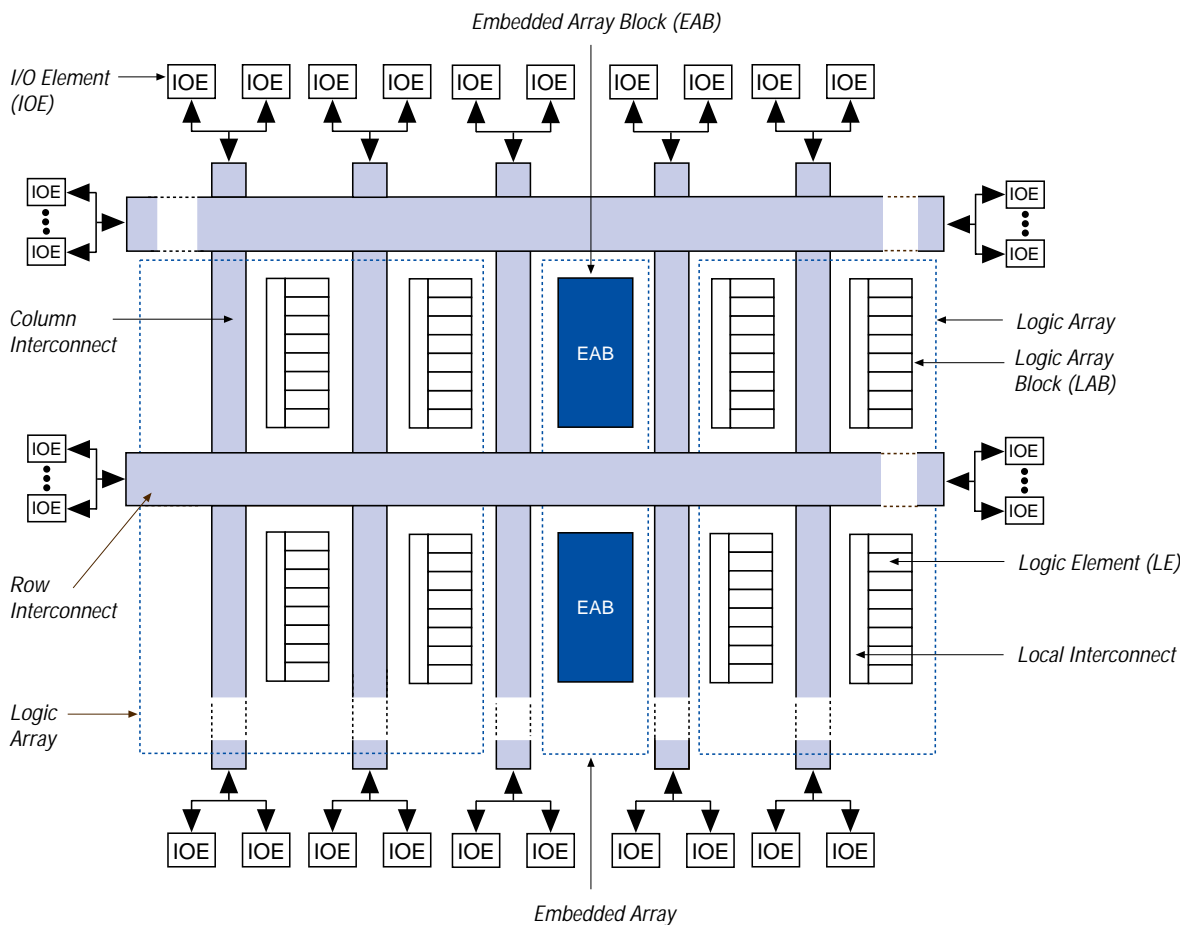 Embedded Array Block (EAB)
I/O Element
(IOE)
IOE IOE IOE IOE IOE IOE IOE IOE IOE IOE
IOE IOE
IOE IOE
Column
Interconnect
EAB
Logic Array
Logic Array
Block (LAB)
IOE IOE
IOE IOE
Row
Interconnect
EAB
Logic Element (LE)
Local Interconnect
Logic
Array
IOE IOE IOE IOE IOE IOE IOE IOE IOE IOE
Embedded Array